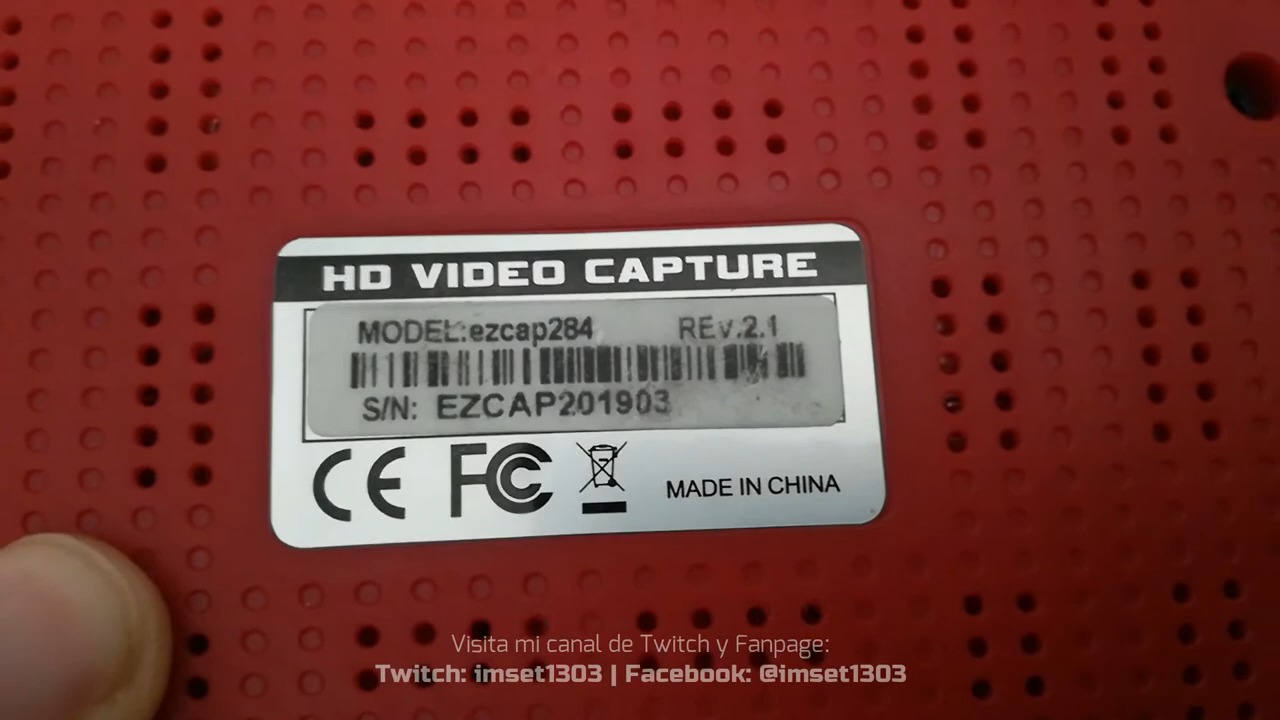 HD VIDEO CAPTURE
MODEL:ezcap284 REv.2.1
S/N: EZCAP201903
CE FC MADE IN CHINA
Visita mi canal de Twitch y Fanpage:
Twitch: imset1303 | Facebook: @imset1303